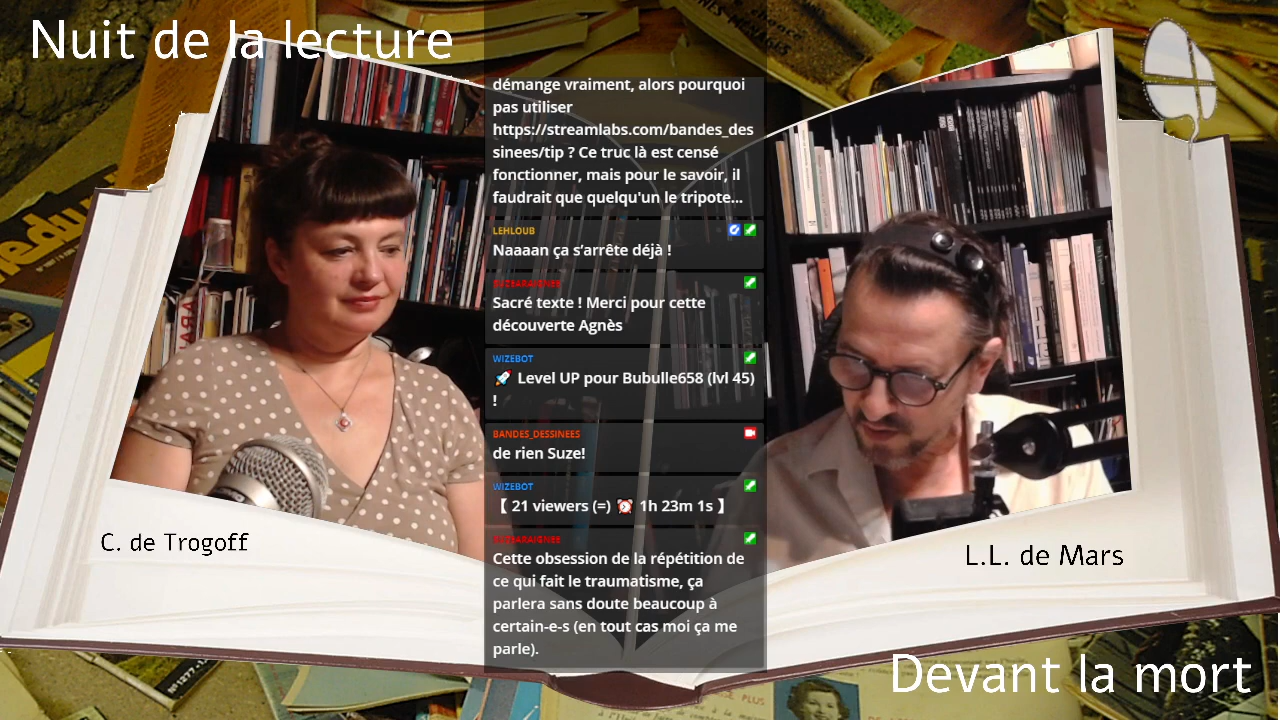 Nuit de la lecture
démange vraiment, alors pourquoi
pas utiliser
https://streamlabs.com/bandes_des
sinees/tip ? Ce truc là est censé
fonctionner, mais pour le savoir, il
faudrait que quelqu'un le tripote...
LEHLOUB
Naaaan ça s’arrête déjà !
Sacré texte ! Merci pour cette
découverte Agnès
WIZEBOT
🚀 Level UP pour Bubulle658 (lvl 45)
!
BANDES_DESSINEES
de rien Suze!
WIZEBOT
【 21 viewers (=) ⏰ 1h 23m 1s 】
Cette obsession de la répétition de
ce qui fait le traumatisme, ça
parlera sans doute beaucoup à
certain-e-s (en tout cas moi ça me
parle).
C. de Trogoff
L.L. de Mars
Devant la mort